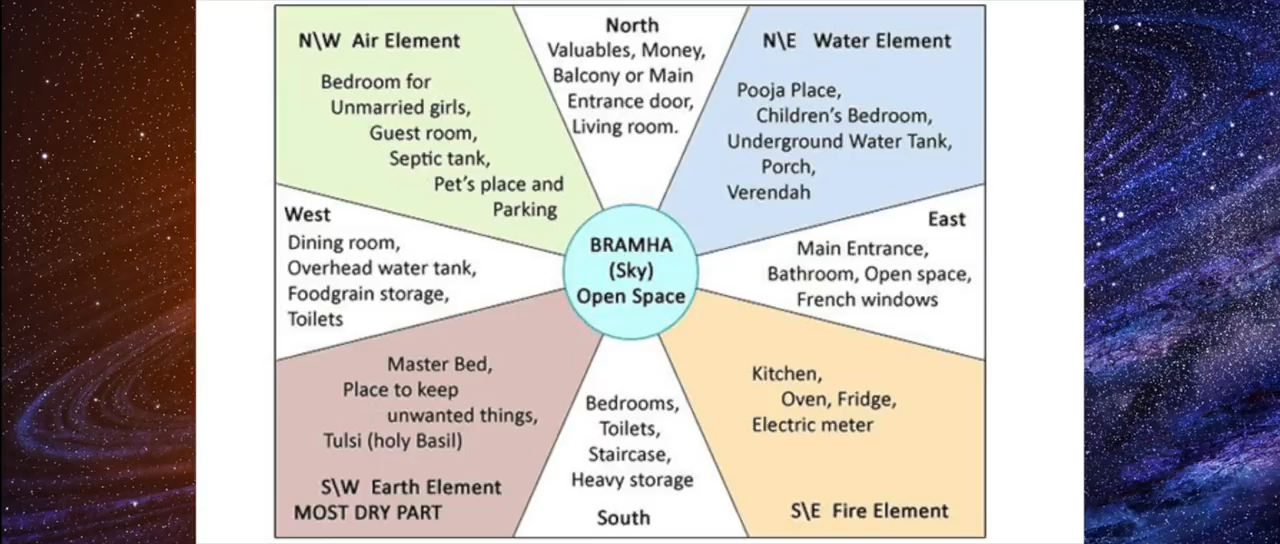 N\W Air Element
Bedroom for
Unmarried girls,
Guest room,
Septic tank,
Pet's place and
Parking
North
Valuables, Money,
Balcony or Main
Entrance door,
Living room.
N\E Water Element
Pooja Place,
Children's Bedroom,
Underground Water Tank,
Porch,
Verendah
West
Dining room,
Overhead water tank,
Foodgrain storage,
Toilets
BRAMHA
(Sky)
Open Space
East
Main Entrance,
Bathroom, Open space,
French windows
Master Bed,
Place to keep
unwanted things,
Tulsi (holy Basil)
S\W Earth Element
MOST DRY PART
Bedrooms,
Toilets,
Staircase,
Heavy storage
South
Kitchen,
Oven, Fridge,
Electric meter
S\E Fire Element